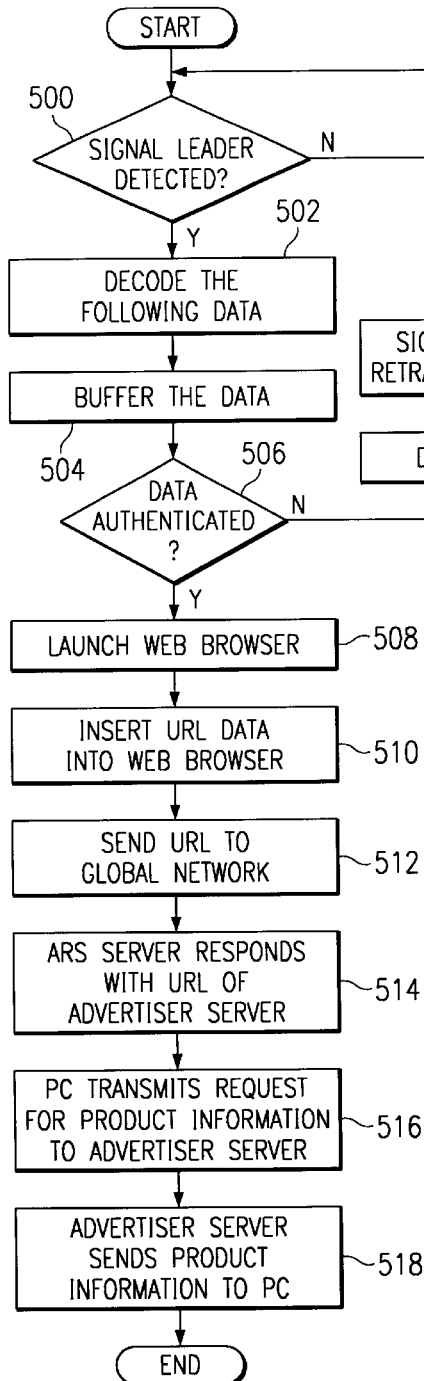 START
500
SIGNAL LEADER
DETECTED?
N
Y
502
DECODE THE
FOLLOWING DATA
BUFFER THE DATA
504
506
DATA
AUTHENTICATED
?
N
Y
LAUNCH WEB BROWSER
508
INSERT URL DATA
INTO WEB BROWSER
510
SEND URL TO
GLOBAL NETWORK
512
ARS SERVER RESPONDS
WITH URL OF
ADVERTISER SERVER
514
PC TRANSMITS REQUEST
FOR PRODUCT INFORMATION
TO ADVERTISER SERVER
516
ADVERTISER SERVER
SENDS PRODUCT
INFORMATION TO PC
518
END